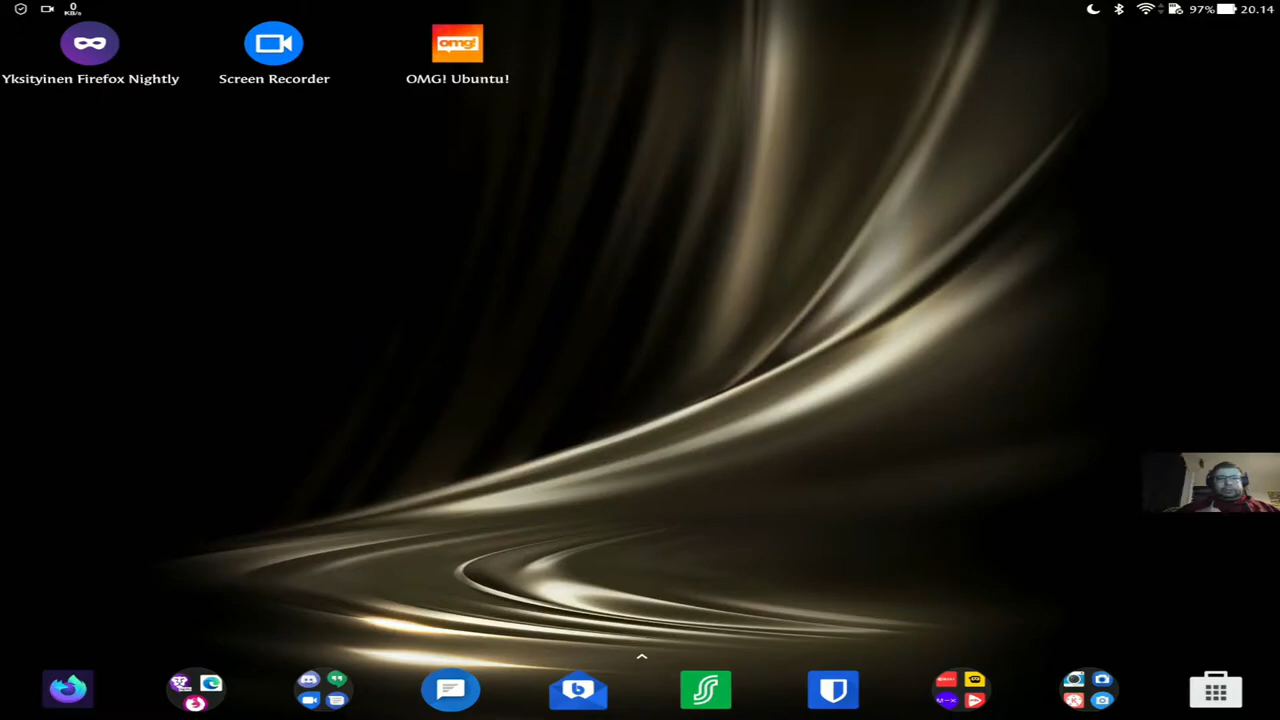 0
KB/s
97% 20.14
omg!
Yksityinen Firefox Nightly
Screen Recorder
OMG! Ubuntu!